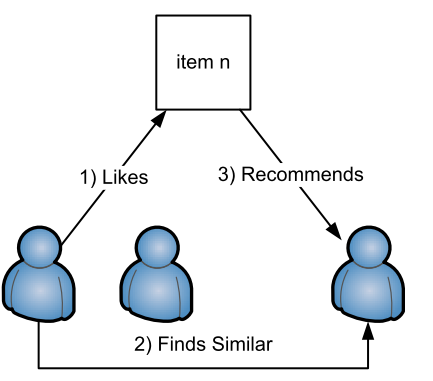 item n
1) Likes
3) Recommends
2) Finds Similar